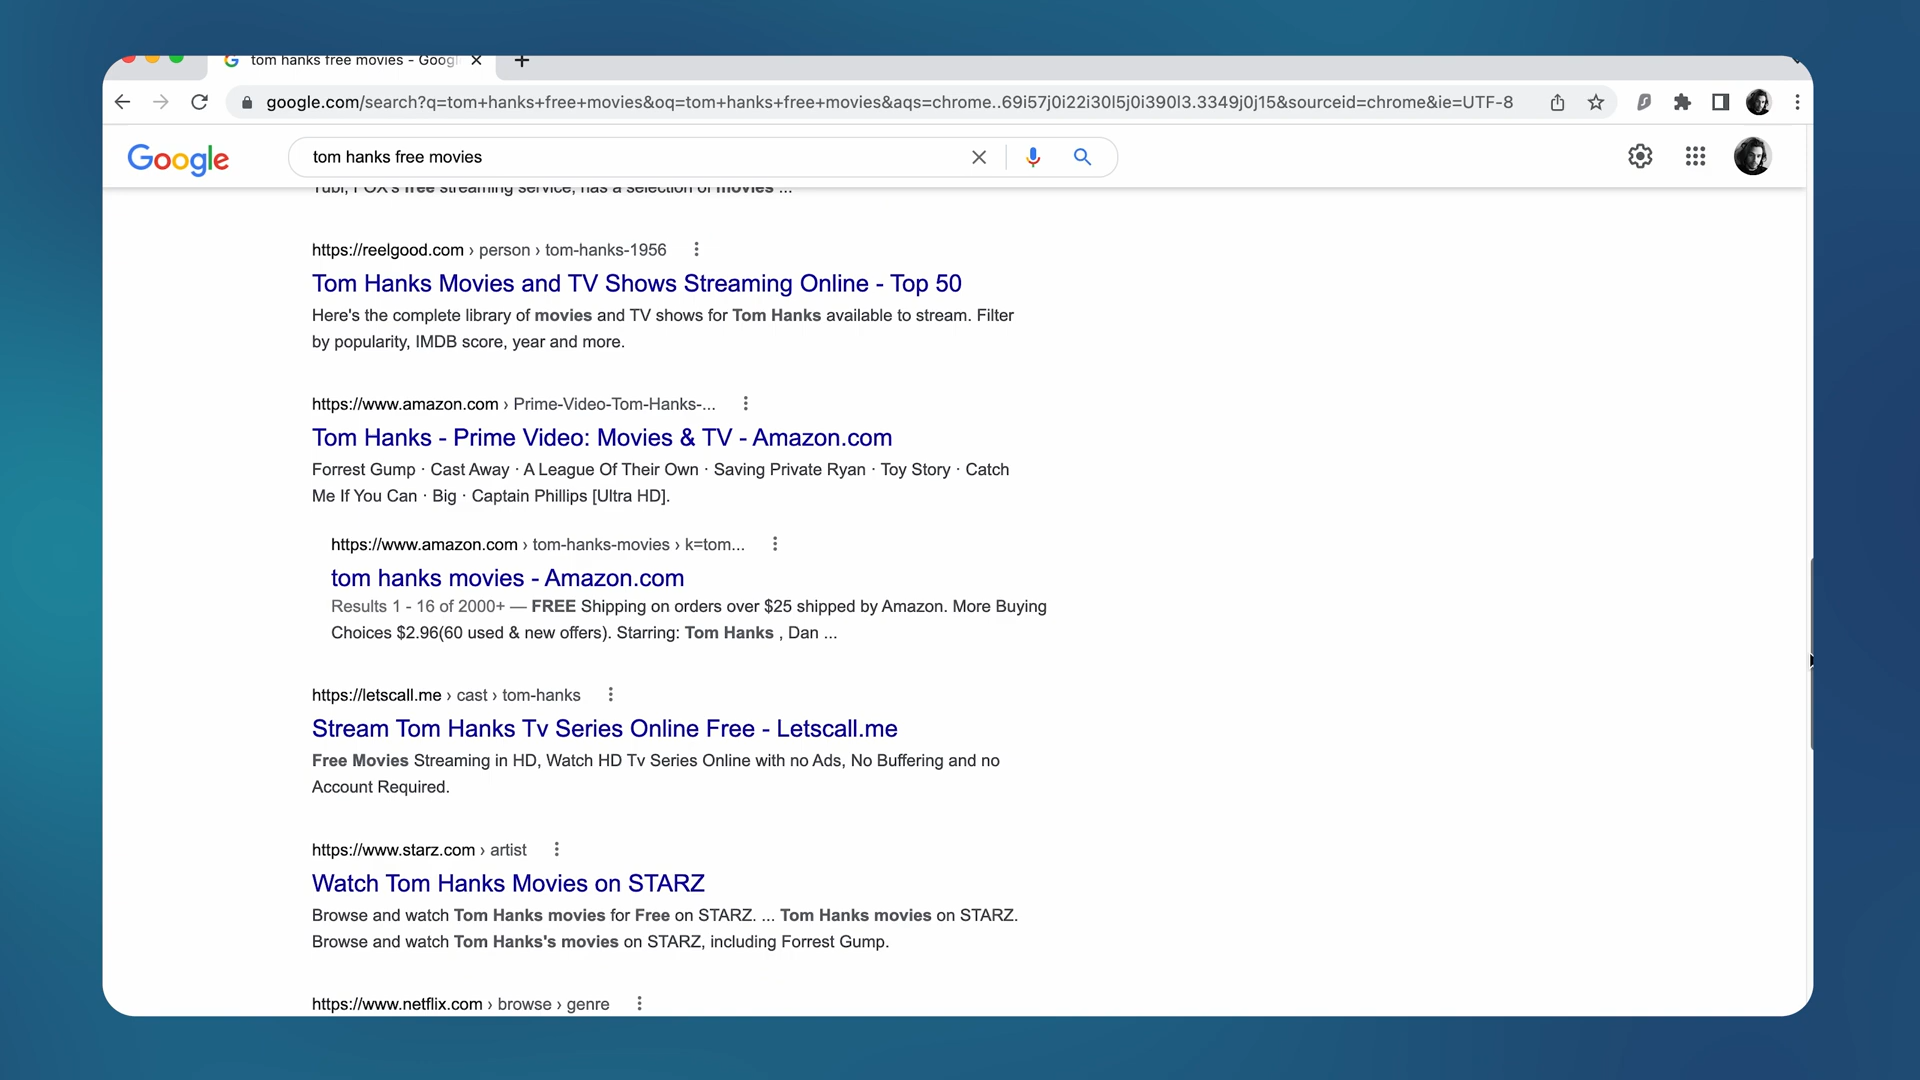 tom hanks free movies - Goog
google.com/search?q=tom+hanks+free+movies&oq=tom+hanks+free+movies&aqs=chrome..69i57j0i22i30l5j0i390l3.3349j0j15&sourceid=chrome&ie=UTF-8
Google
tom hanks free movies
Tubi, FOX's free streaming service, has a selection of movies ...
https://reelgood.com › person › tom-hanks-1956
Tom Hanks Movies and TV Shows Streaming Online - Top 50
Here's the complete library of movies and TV shows for Tom Hanks available to stream. Filter
by popularity, IMDB score, year and more.
https://www.amazon.com › Prime-Video-Tom-Hanks-...
Tom Hanks - Prime Video: Movies & TV - Amazon.com
Forrest Gump · Cast Away · A League Of Their Own · Saving Private Ryan · Toy Story · Catch
Me If You Can · Big · Captain Phillips [Ultra HD].
https://www.amazon.com › tom-hanks-movies › k=tom...
tom hanks movies - Amazon.com
Results 1 - 16 of 2000+ — FREE Shipping on orders over $25 shipped by Amazon. More Buying
Choices $2.96(60 used & new offers). Starring: Tom Hanks , Dan ...
https://letscall.me › cast › tom-hanks
Stream Tom Hanks Tv Series Online Free - Letscall.me
Free Movies Streaming in HD, Watch HD Tv Series Online with no Ads, No Buffering and no
Account Required.
https://www.starz.com › artist
Watch Tom Hanks Movies on STARZ
Browse and watch Tom Hanks movies for Free on STARZ. ... Tom Hanks movies on STARZ.
Browse and watch Tom Hanks's movies on STARZ, including Forrest Gump.
https://www.netflix.com › browse › genre